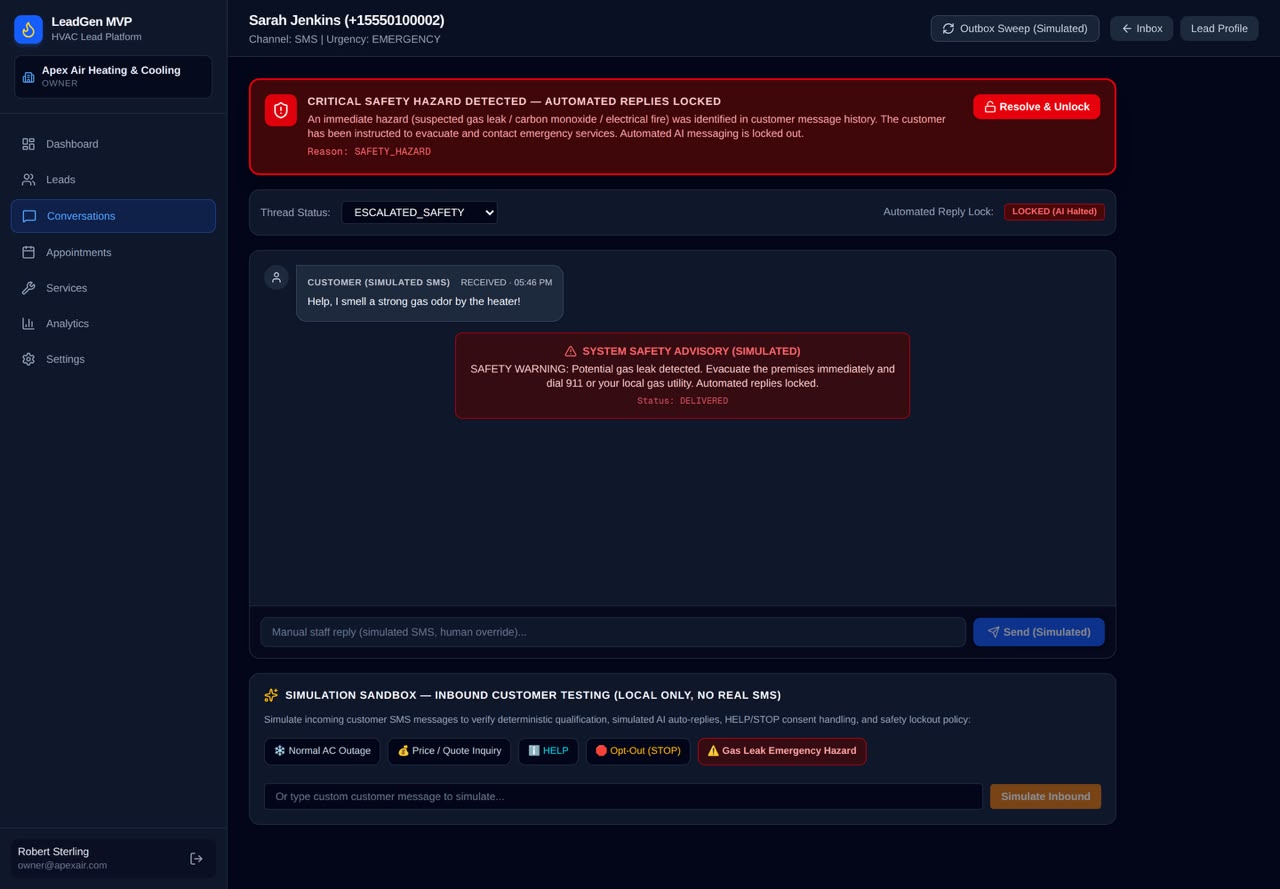 LeadGen MVP
HVAC Lead Platform
Apex Air Heating & Cooling
OWNER
Dashboard
Leads
Conversations
Appointments
Services
Analytics
Settings
Robert Sterling
owner@apexair.com
Sarah Jenkins (+15550100002)
Channel: SMS | Urgency: EMERGENCY
Outbox Sweep (Simulated)
Inbox
Lead Profile
CRITICAL SAFETY HAZARD DETECTED — AUTOMATED REPLIES LOCKED
An immediate hazard (suspected gas leak / carbon monoxide / electrical fire) was identified in customer message history. The customer
has been instructed to evacuate and contact emergency services. Automated AI messaging is locked out.
Reason: SAFETY_HAZARD
Resolve & Unlock
Thread Status:
ESCALATED_SAFETY
Automated Reply Lock:
LOCKED (AI Halted)
CUSTOMER (SIMULATED SMS) RECEIVED · 05:46 PM
Help, I smell a strong gas odor by the heater!
SYSTEM SAFETY ADVISORY (SIMULATED)
SAFETY WARNING: Potential gas leak detected. Evacuate the premises immediately and
dial 911 or your local gas utility. Automated replies locked.
Status: DELIVERED
Manual staff reply (simulated SMS, human override)...
Send (Simulated)
SIMULATION SANDBOX — INBOUND CUSTOMER TESTING (LOCAL ONLY, NO REAL SMS)
Simulate incoming customer SMS messages to verify deterministic qualification, simulated AI auto-replies, HELP/STOP consent handling, and safety lockout policy:
❄️ Normal AC Outage
💰 Price / Quote Inquiry
ℹ️ HELP
🛑 Opt-Out (STOP)
⚠️ Gas Leak Emergency Hazard
Or type custom customer message to simulate...
Simulate Inbound